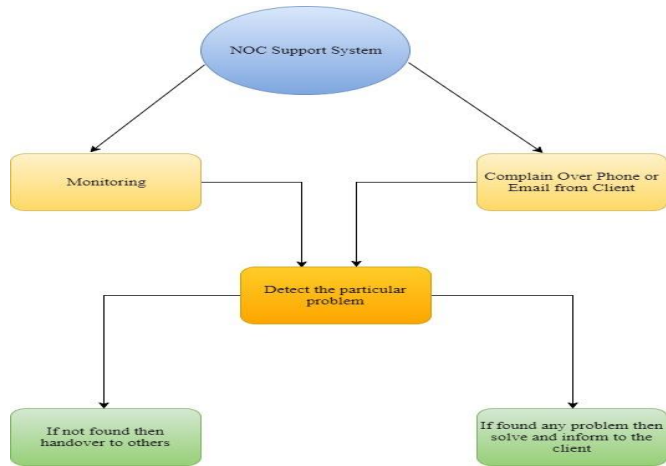 NOC Support System
Monitoring
Complain Over Phone or
Email from Client
Detect the particular
problem
If not found then
handover to others
If found any problem then
solve and inform to the
client